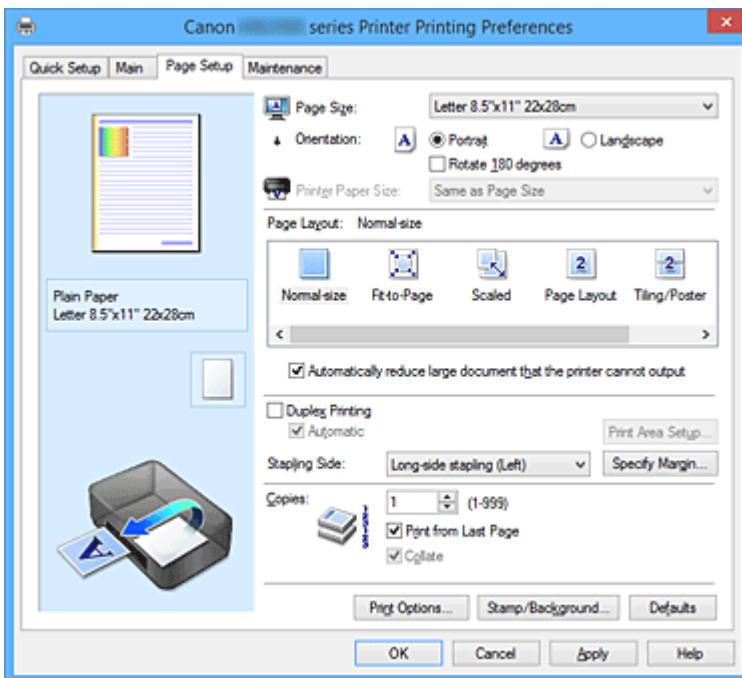 Canon series Printer Printing Preferences
Quick Setup Main Page Setup Maintenance
Page Size: Letter 8.5"x11" 22x28cm
Orientation: A Portrait A Landscape
Rotate 180 degrees
Printer Paper Size: Same as Page Size
Page Layout: Normal-size
Normal-size Fit-to-Page Scaled Page Layout Tiling/Poster
Plain Paper
Letter 8.5"x11" 22x28cm
Automatically reduce large document that the printer cannot output
Duplex Printing
Automatic
Print Area Setup...
Stapling Side: Long-side stapling (Left) Specify Margin...
Copies: 1 (1-999)
Print from Last Page
Collate
Print Options... Stamp/Background... Defaults
OK Cancel Apply Help